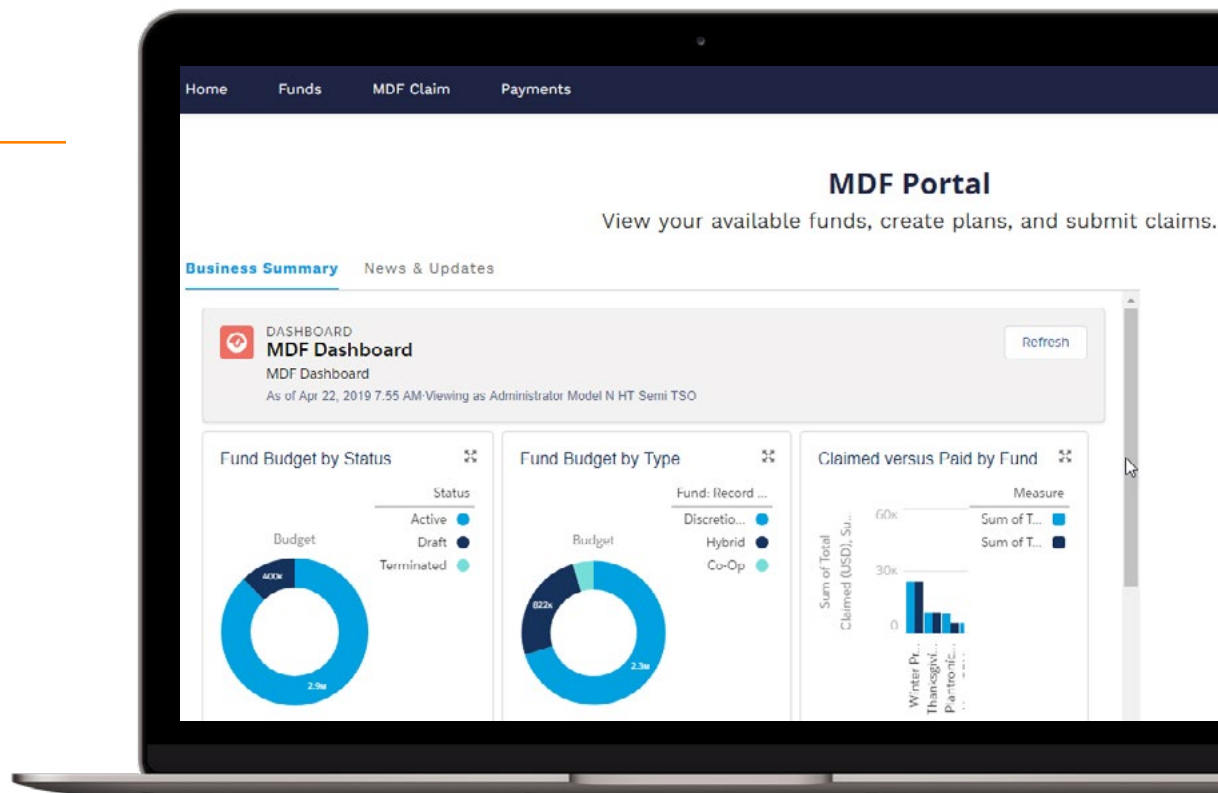 Home Funds MDF Claim Payments
MDF Portal
View your available funds, create plans, and submit claims.
Business Summary News & Updates
DASHBOARD
MDF Dashboard
MDF Dashboard
As of Apr 22, 2019 7.55 AM·Viewing as Administrator Model N HT Semi TSO
Refresh
Fund Budget by Status
Status
Active
Draft
Terminated
Budget
400K
2.9M
Fund Budget by Type
Fund: Record ...
Discretio...
Hybrid
Co-Op
Budget
822K
2.3M
Claimed versus Paid by Fund
Measure
Sum of T...
Sum of T...
Sum of Total
Claimed (USD), Su...
60K
30K
0
Winter Pr...
Thanksgivi...
Plantronic...